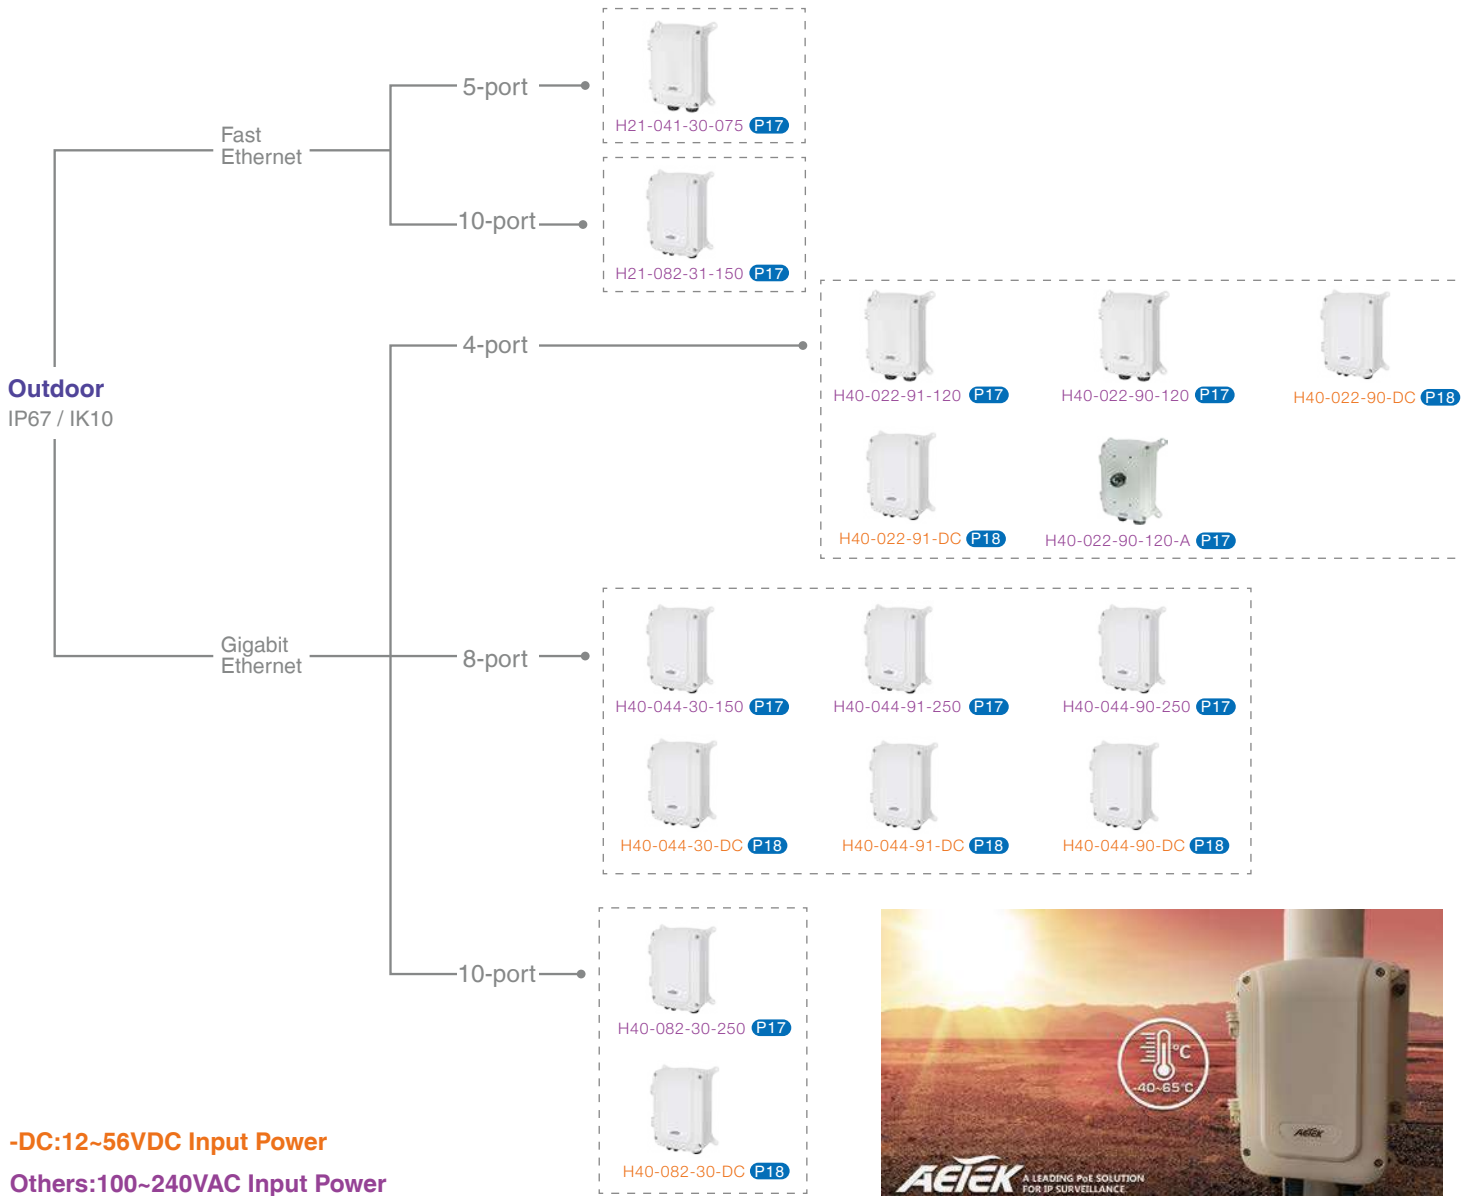 5-port
H21-041-30-075 P17
Fast
Ethernet
10-port
H21-082-31-150 P17
4-port
H40-022-91-120 P17
H40-022-90-120 P17
H40-022-90-DC P18
Outdoor
IP67 / IK10
H40-022-91-DC P18
H40-022-90-120-A P17
Gigabit
Ethernet
8-port
H40-044-30-150 P17
H40-044-91-250 P17
H40-044-90-250 P17
H40-044-30-DC P18
H40-044-91-DC P18
H40-044-90-DC P18
10-port
H40-082-30-250 P17
°C
-40~65°C
AETEK
-DC:12~56VDC Input Power
H40-082-30-DC P18
Others:100~240VAC Input Power
AETEK
A LEADING PoE SOLUTION
FOR IP SURVEILLANCE